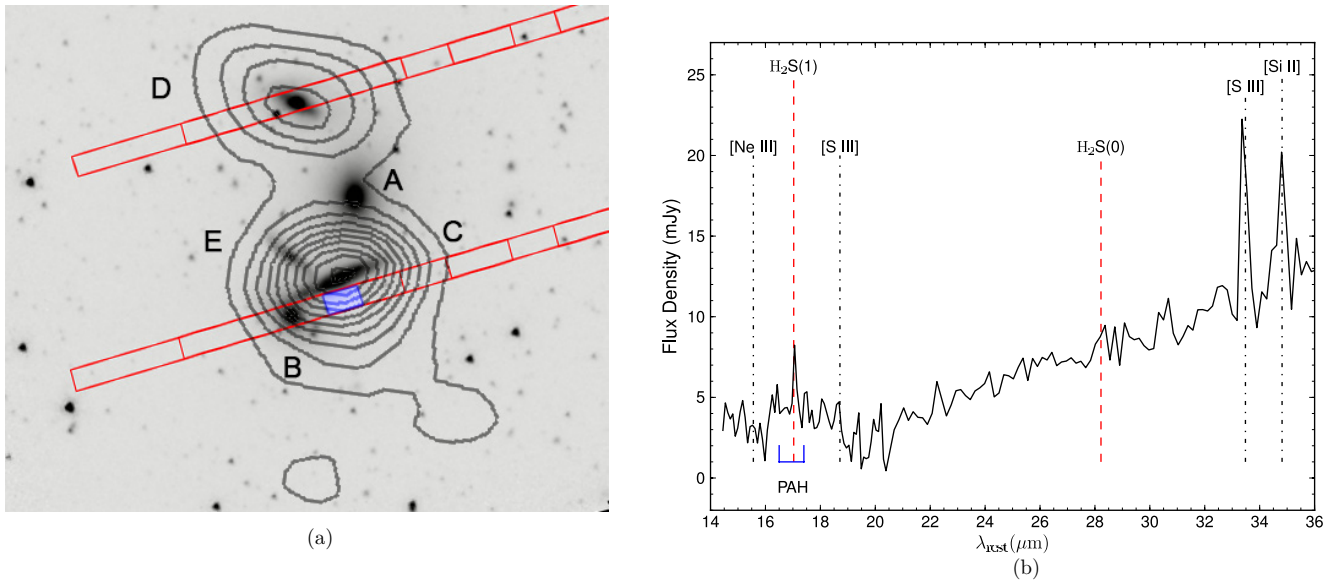 D
A
E
C
B
(a)
Flux Density (mJy)
25
20
15
10
5
0
H₂S(1)
[Ne III]
[S III]
H₂S(0)
[S III]
[Si II]
PAH
14 16 18 20 22 24 26 28 30 32 34 36
λrest(μm)
(b)